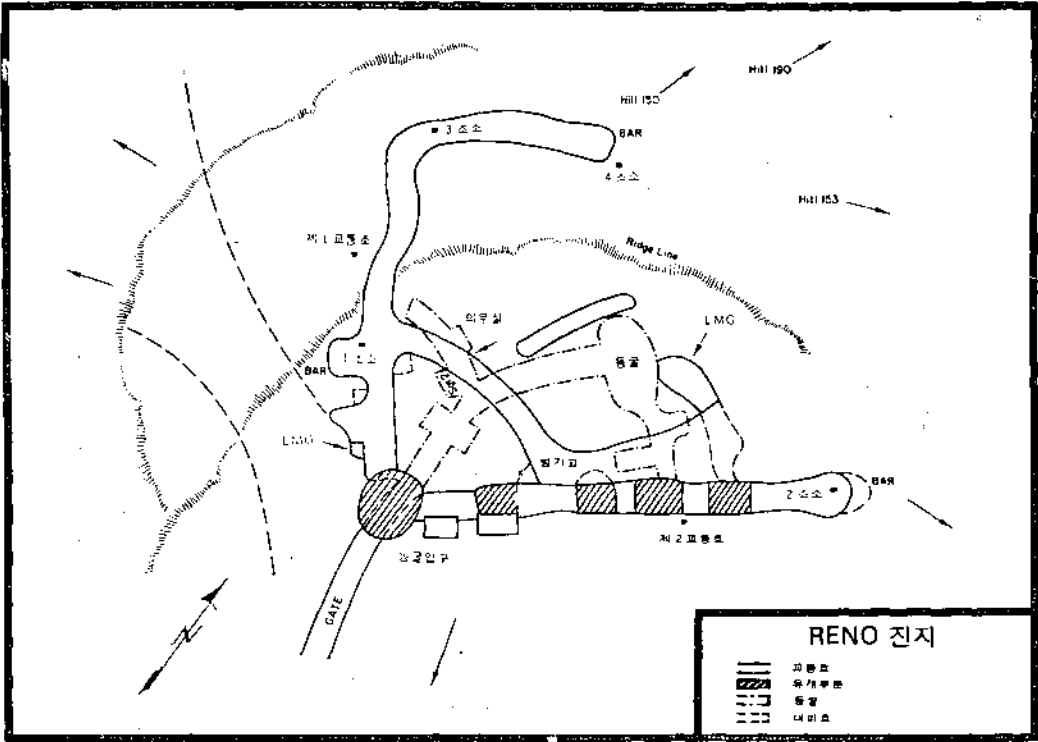 Hill 190
Hill 150
3 초소
BAR
4 초소
Hill 153
제 1 교통호
Ridge Line
의무실
LMG
1 초소
동굴
BAR
LMG
탄기고
2 초소
BAR
제 2 교통호
동굴입구
GATE
N
RENO 진지
교통호
유개부분
동굴
대피호